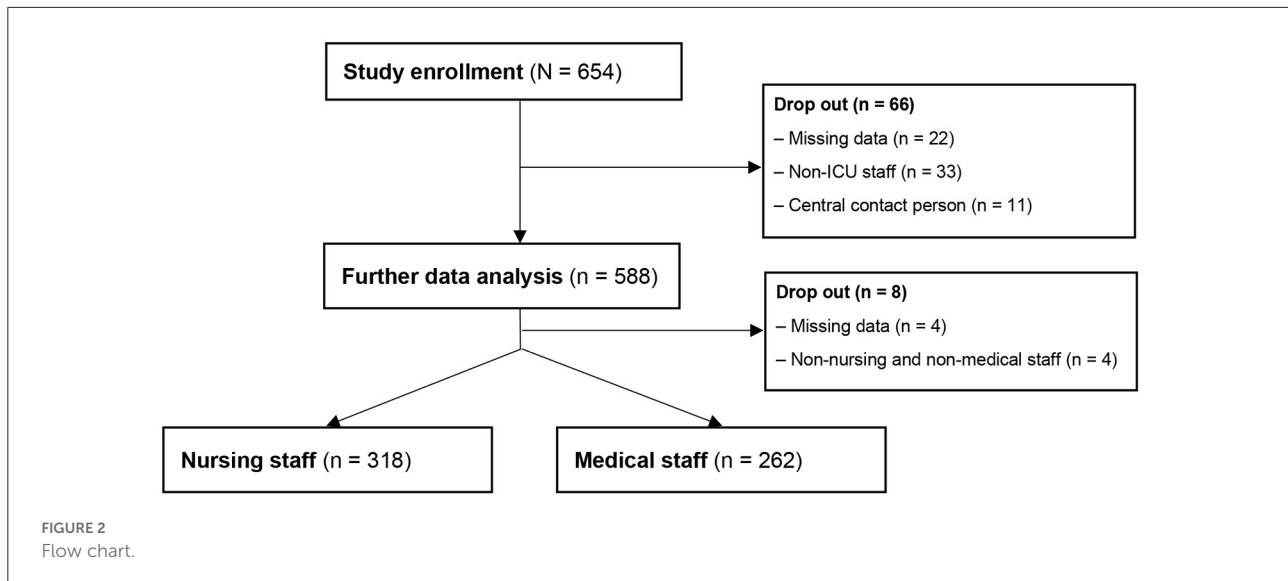 Study enrollment (N = 654)
Drop out (n = 66)
– Missing data (n = 22)
– Non-ICU staff (n = 33)
– Central contact person (n = 11)
Further data analysis (n = 588)
Drop out (n = 8)
– Missing data (n = 4)
– Non-nursing and non-medical staff (n = 4)
Nursing staff (n = 318)
Medical staff (n = 262)
FIGURE 2
Flow chart.